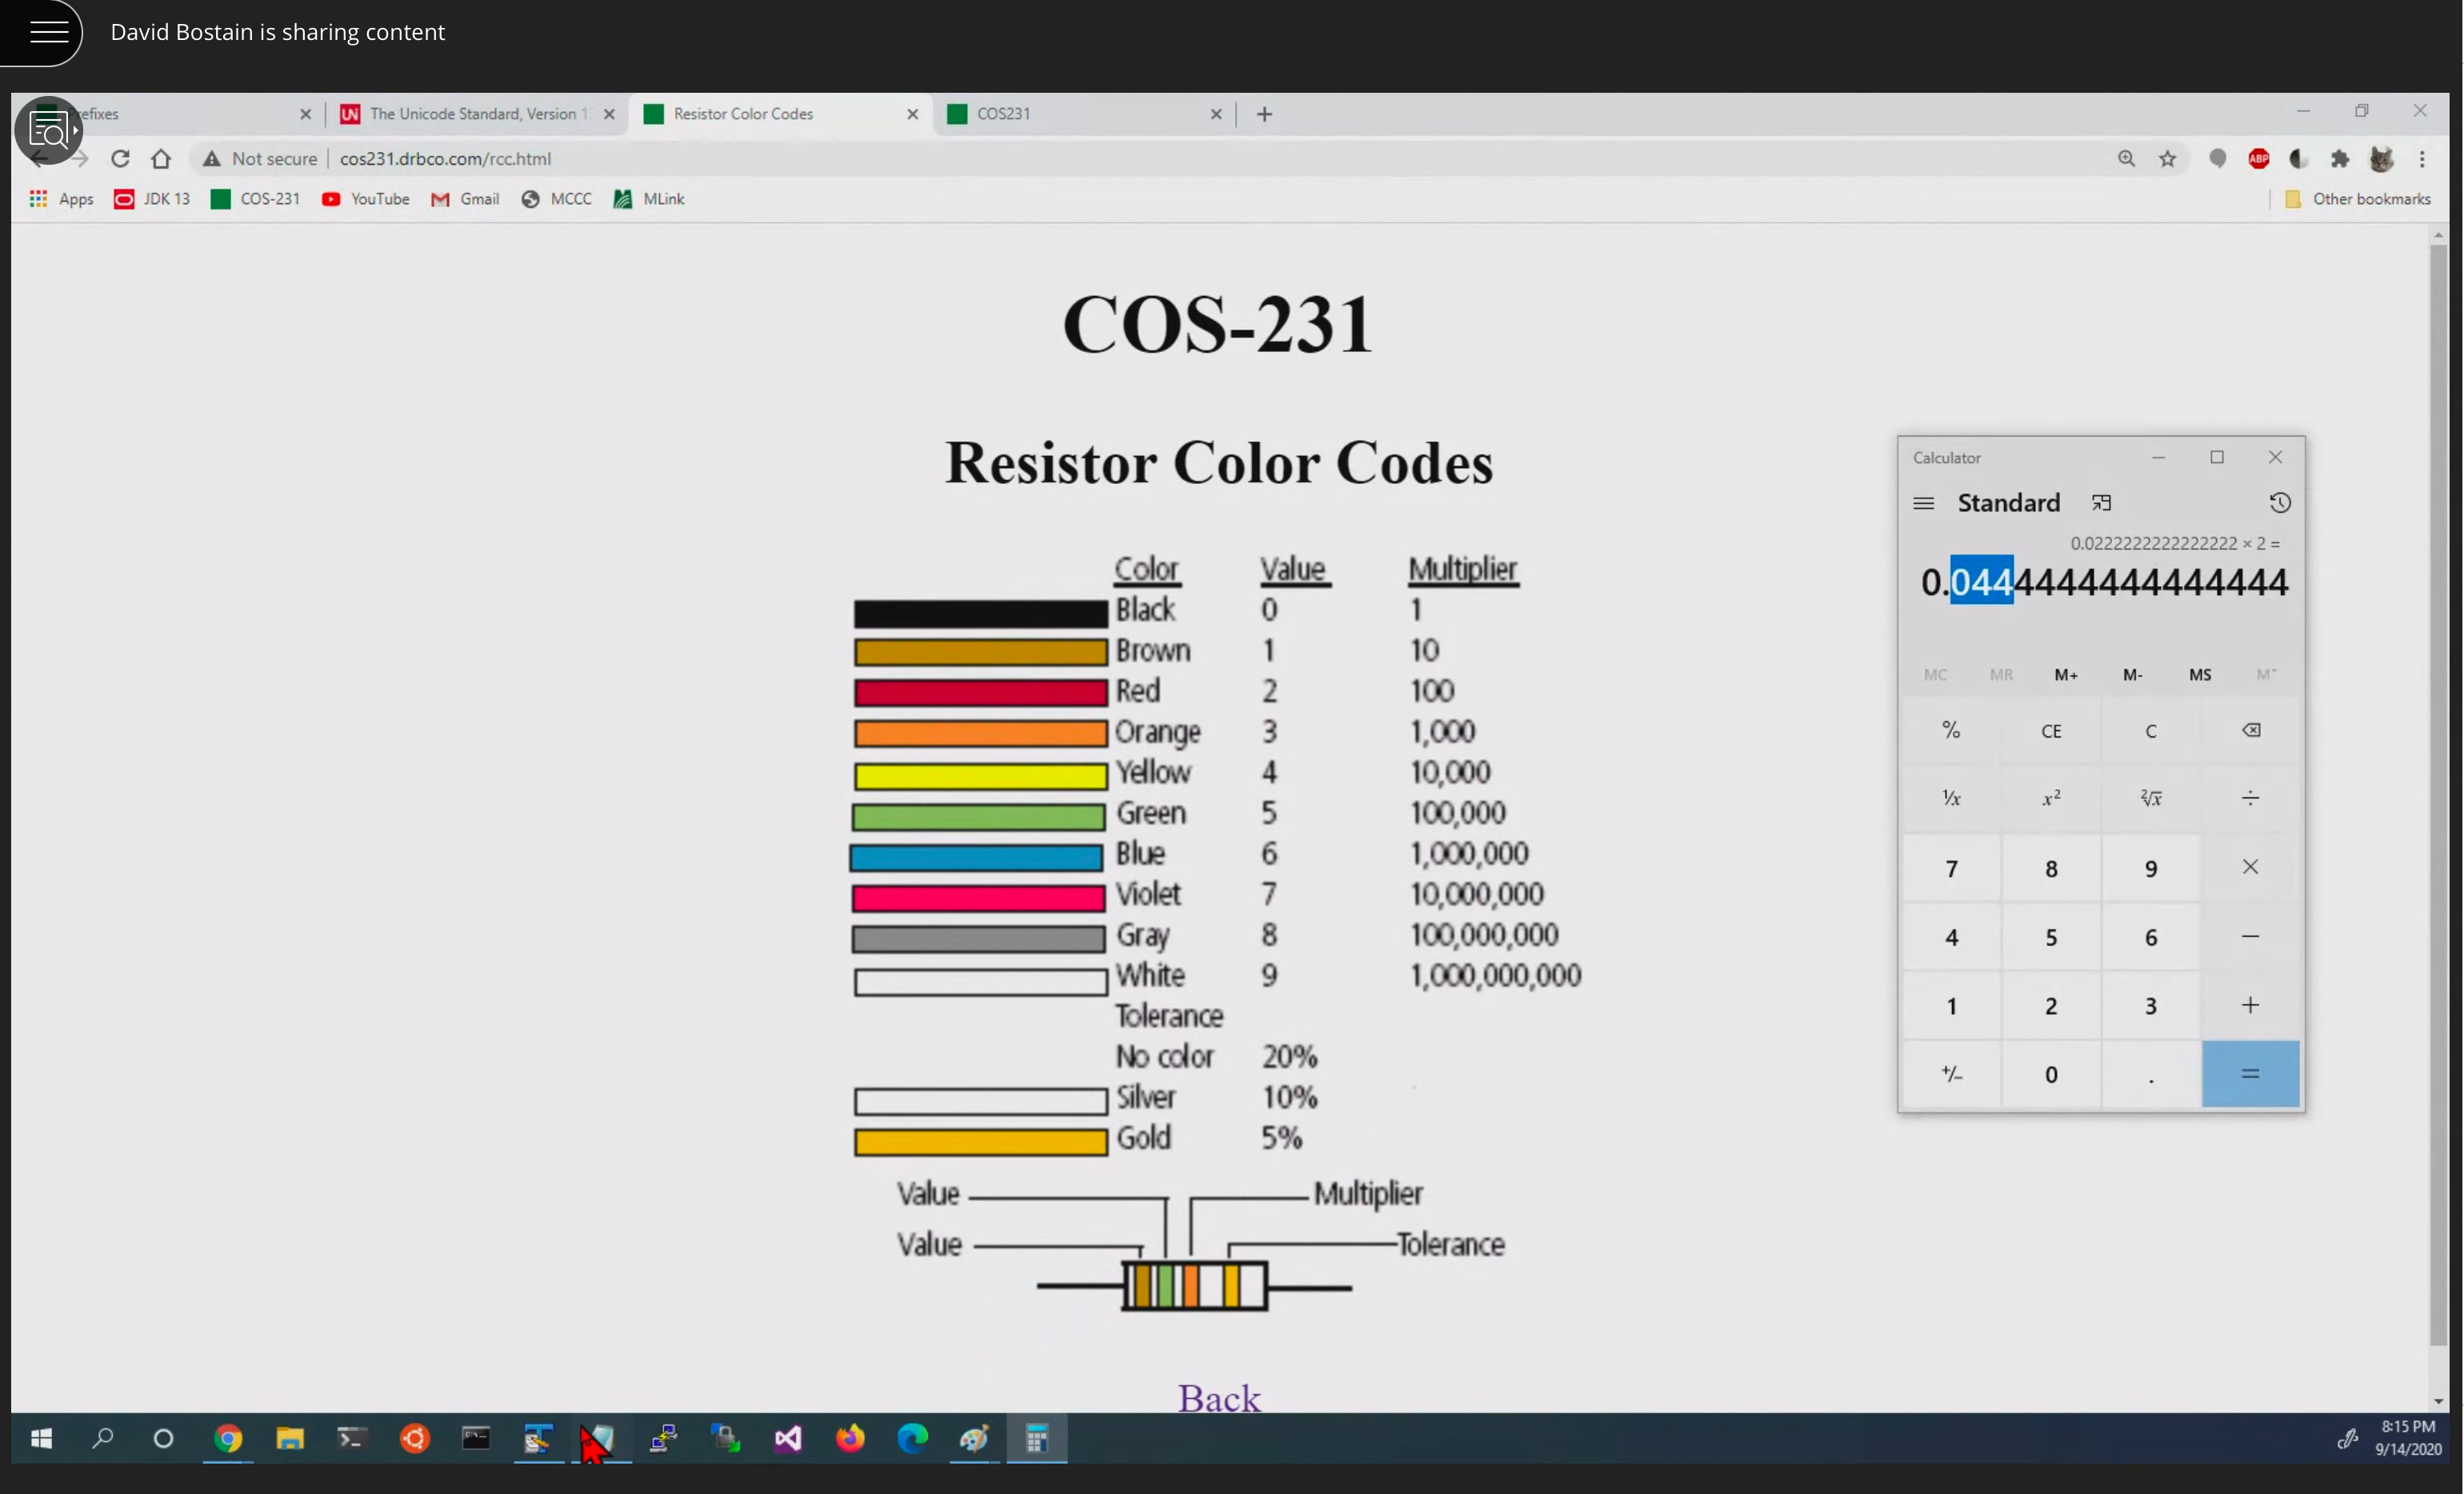 David Bostain is sharing content
refixes
The Unicode Standard, Version 1
Resistor Color Codes
COS231
Not secure
cos231.drbco.com/rcc.html
ABP
Apps
JDK 13
COS-231
YouTube
Gmail
MCCC
MLink
Other bookmarks
COS-231
Resistor Color Codes
Color Value Multiplier
Black 0 1
Brown 1 10
Red 2 100
Orange 3 1,000
Yellow 4 10,000
Green 5 100,000
Blue 6 1,000,000
Violet 7 10,000,000
Gray 8 100,000,000
White 9 1,000,000,000
Tolerance
No color 20%
Silver 10%
Gold 5%
Value Multiplier
Value Tolerance
Back
Calculator
Standard
0.0222222222222222 × 2 =
0.0444444444444444
MC MR M+ M- MS M˅
% CE C
¹/x x² ²√x ÷
7 8 9 ×
4 5 6 −
1 2 3 +
+/− 0 . =
8:15 PM
9/14/2020